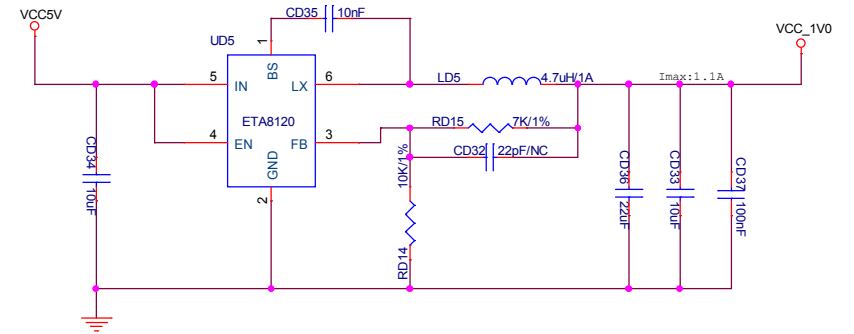 VCC5V
CD35
10nF
VCC_1V0
UD5
1
BS
5
IN
LX
6
LD5
4.7uH/1A
Imax:1.1A
ETA8120
RD15
7K/1%
4
EN
FB
3
CD32
22pF/NC
GND
2
CD34
10uF
10K/1%
RD14
CD36
22uF
CD33
10uF
CD37
100nF